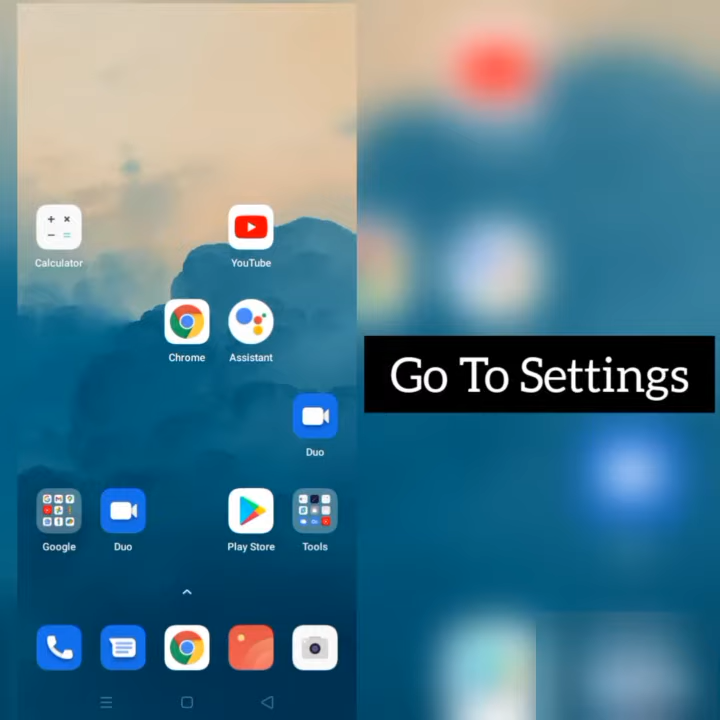 Calculator
YouTube
Chrome
Assistant
Duo
Google
Duo
Play Store
Tools
Go To Settings